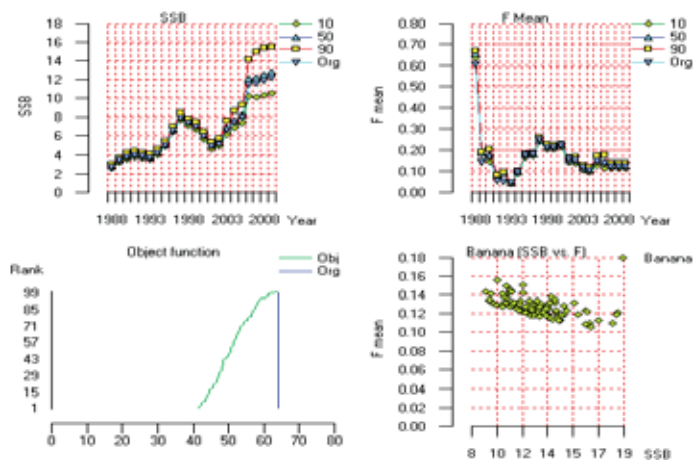 SSB
18
16
14
12
10
8
6
4
2
0
SSB
1988 1993 1998 2003 2008 Year
10
50
90
Org
F Mean
0.80
0.70
0.60
0.50
0.40
0.30
0.20
0.10
0.00
F mean
1988 1993 1998 2003 2008 Year
10
50
90
Org
Object function
Rank
99
85
71
57
43
29
15
1
0 10 20 30 40 50 60 70 80
Obj
Org
Banana (SSB vs. F)
0.18
0.16
0.14
0.12
0.10
0.08
0.06
0.04
0.02
0.00
F mean
8 10 12 14 15 17 19 SSB
Banana